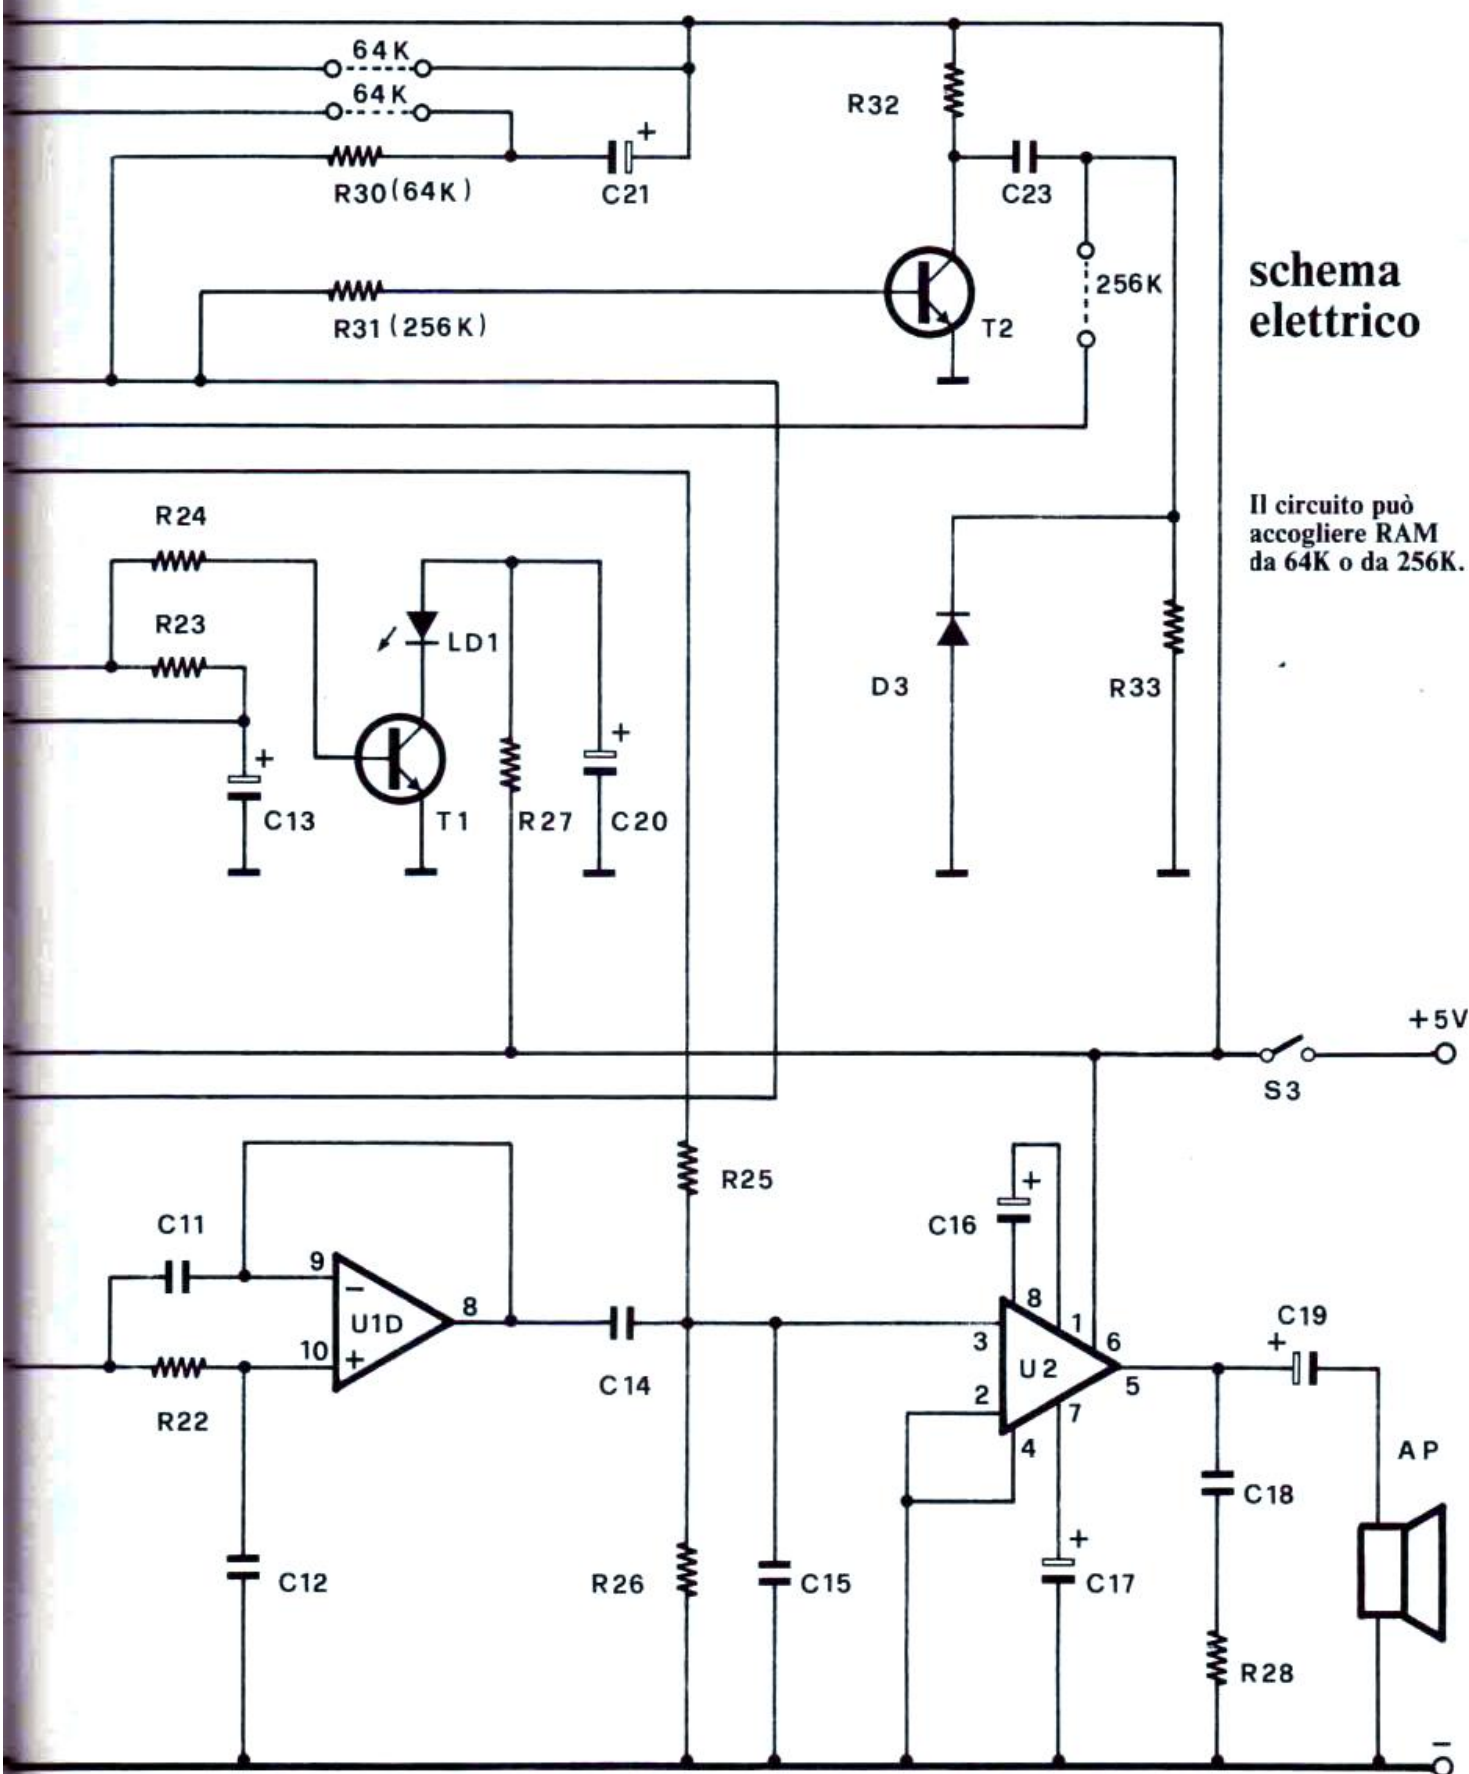 64K
64K
R32
+
R30(64K)
C21
C23
schema
elettrico
256K
R31(256K)
T2
Il circuito può
accogliere RAM
da 64K o da 256K.
R24
R23
LD1
D3
R33
+
+
C13
T1
R27
C20
+5V
S3
R25
+
C11
C16
9
−
8
8
U1D
1
C19
10
+
3
6
+
C14
U2
5
R22
2
7
4
AP
C18
+
C12
R26
C15
C17
R28
−